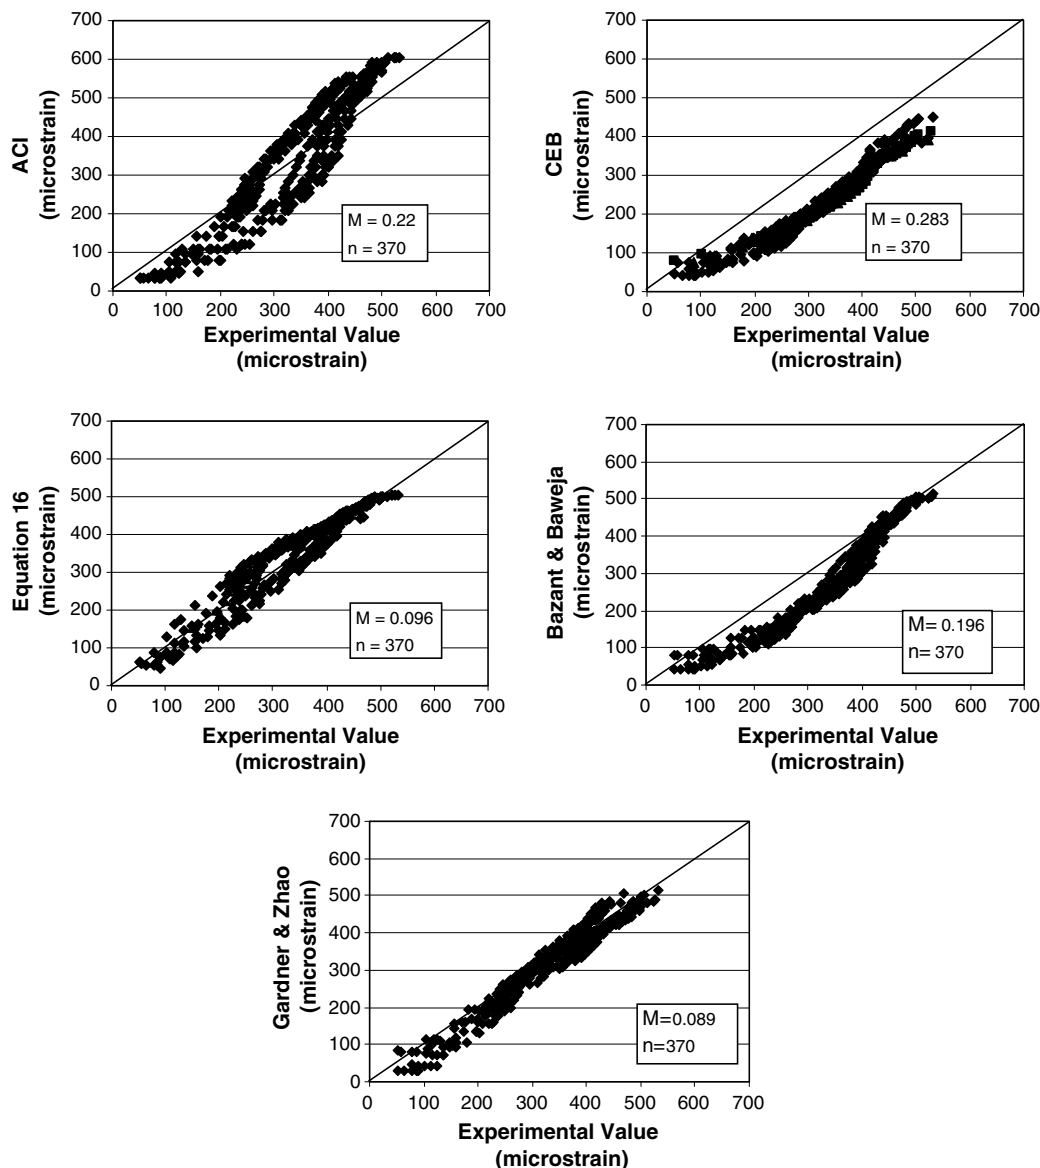 700
600
500
400
300
200
100
0
ACI
(microstrain)
M = 0.22
n = 370
0 100 200 300 400 500 600 700
Experimental Value
(microstrain)
700
600
500
400
300
200
100
0
CEB
(microstrain)
M = 0.283
n = 370
0 100 200 300 400 500 600 700
Experimental Value
(microstrain)
700
600
500
400
300
200
100
0
Equation 16
(microstrain)
M = 0.096
n = 370
0 100 200 300 400 500 600 700
Experimental Value
(microstrain)
700
600
500
400
300
200
100
0
Bazant & Baweja
(microstrain)
M= 0.196
n= 370
0 100 200 300 400 500 600 700
Experimental Value
(microstrain)
700
600
500
400
300
200
100
0
Gardner & Zhao
(microstrain)
M=0.089
n=370
0 100 200 300 400 500 600 700
Experimental Value
(microstrain)